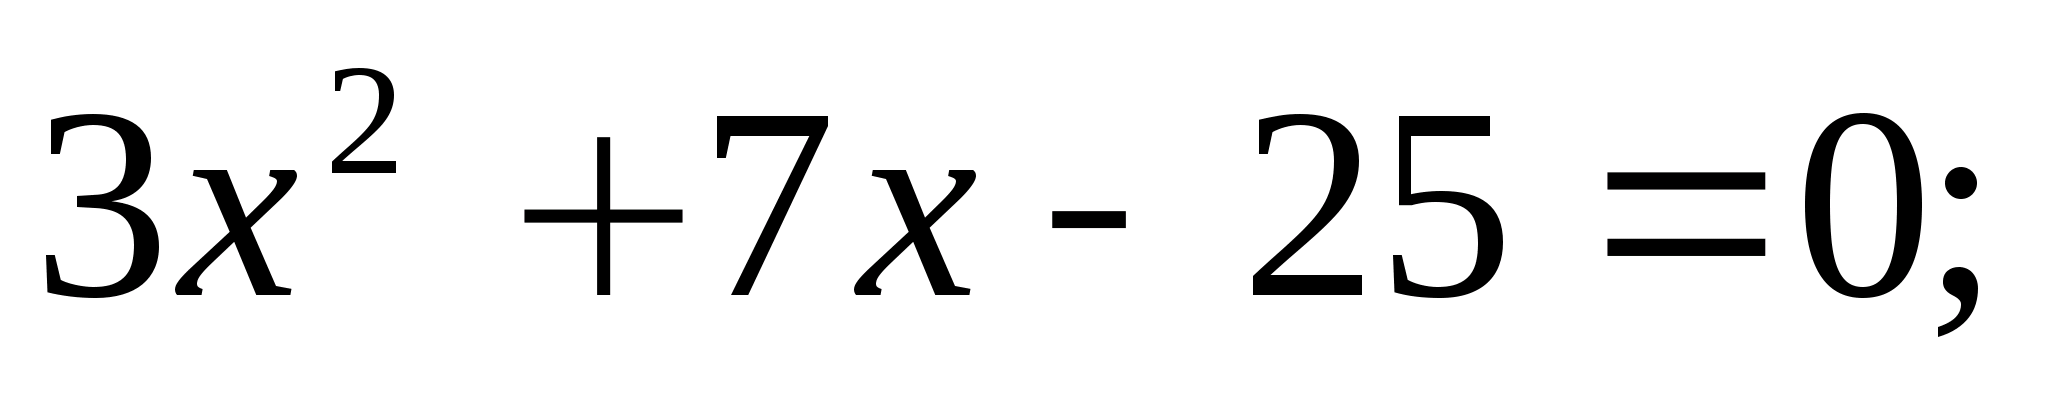 3x² +7x - 25 =0;